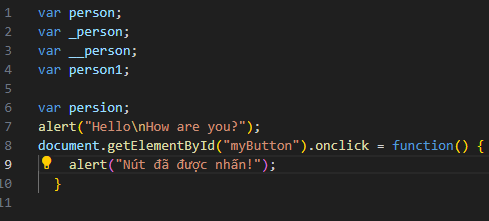 1 var person;
2 var _person;
3 var __person;
4 var person1;
5
6 var persion;
7 alert("Hello\nHow are you?");
8 document.getElementById("myButton").onclick = function() {
9 alert("Nút đã được nhấn!");
10 }
11